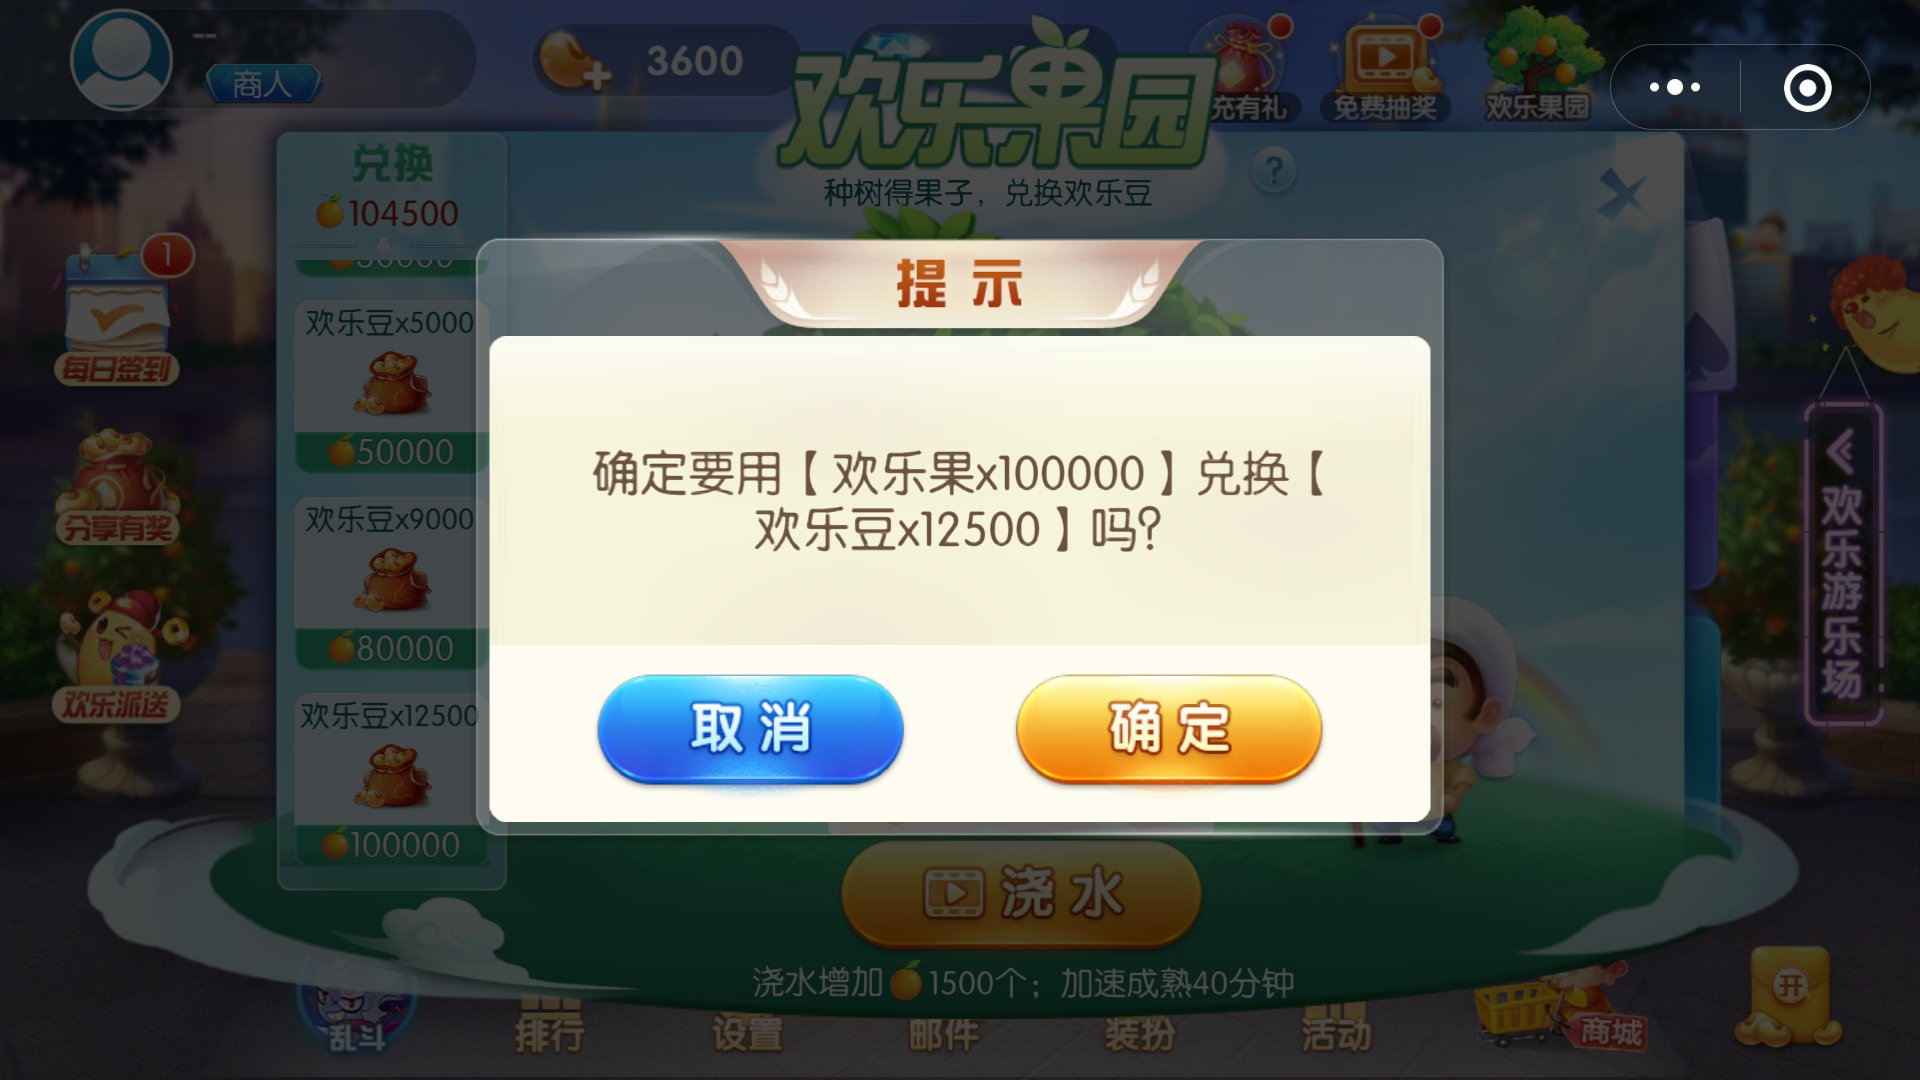 --
商人
3600
欢乐果园
充有礼
免费抽奖
欢乐果园
种树得果子，兑换欢乐豆
?
兑换
104500
1
每日签到
分享有奖
欢乐派送
欢乐豆x5000
50000
欢乐豆x9000
80000
欢乐豆x12500
100000
提示
确定要用【欢乐果x100000】兑换【
欢乐豆x12500】吗？
取消
确定
浇水
浇水增加1500个；加速成熟40分钟
欢乐游乐场
乱斗
排行
设置
邮件
装扮
活动
商城
开